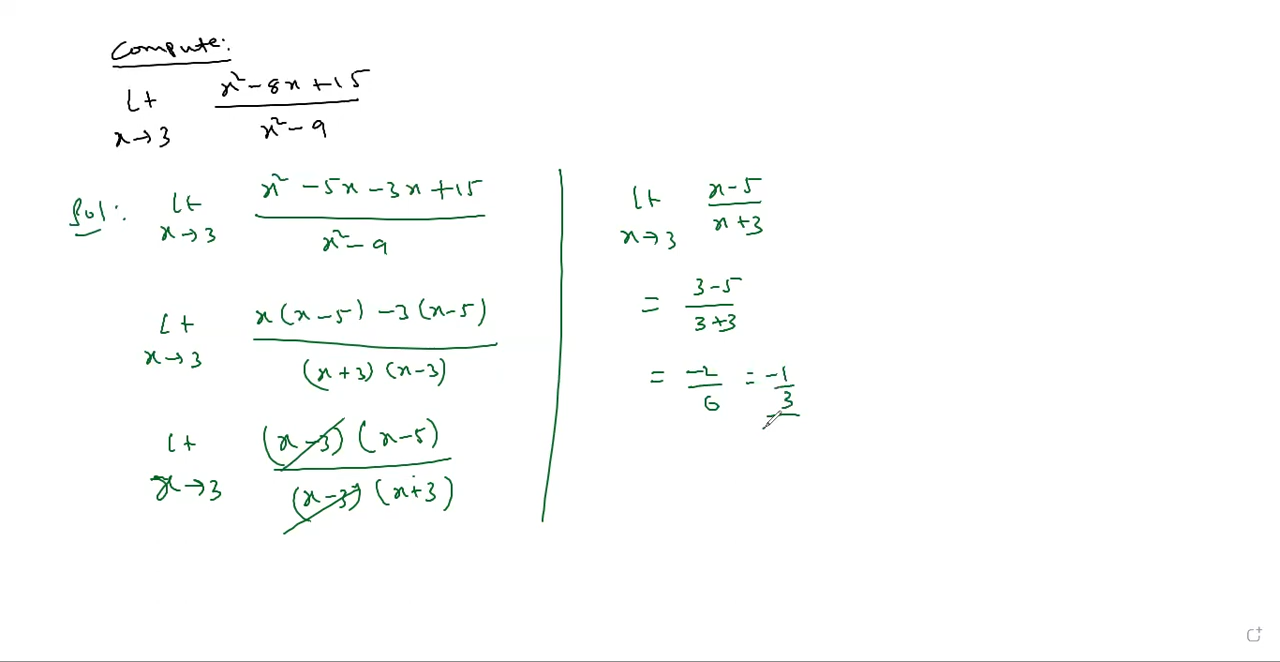 Compute:
Lt x→3 (x²-8x+15)/(x²-9)
Sol: Lt x→3 (x²-5x-3x+15)/(x²-9)
Lt x→3 (x(x-5)-3(x-5))/((x+3)(x-3))
Lt x→3 ((x-3)(x-5))/((x-3)(x+3))
Lt x→3 (x-5)/(x+3)
= (3-5)/(3+3)
= -2/6 = -1/3